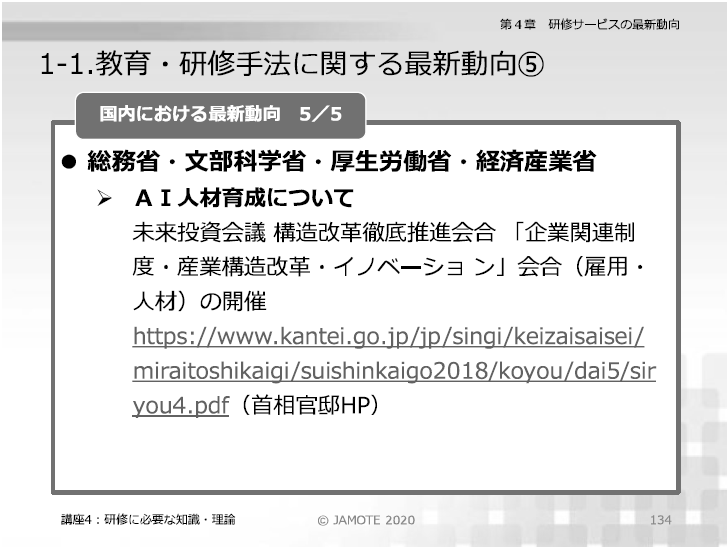 第４章　研修サービスの最新動向
1-1.教育・研修手法に関する最新動向⑤
国内における最新動向　5／5
● 総務省・文部科学省・厚生労働省・経済産業省
➢ ＡＩ人材育成について
未来投資会議 構造改革徹底推進会合 「企業関連制
度・産業構造改革・イノベーショ ン」会合（雇用・
人材）の開催
https://www.kantei.go.jp/jp/singi/keizaisaisei/
miraitoshikaigi/suishinkaigo2018/koyou/dai5/sir
you4.pdf（首相官邸HP）
講座4：研修に必要な知識・理論
© JAMOTE 2020
134